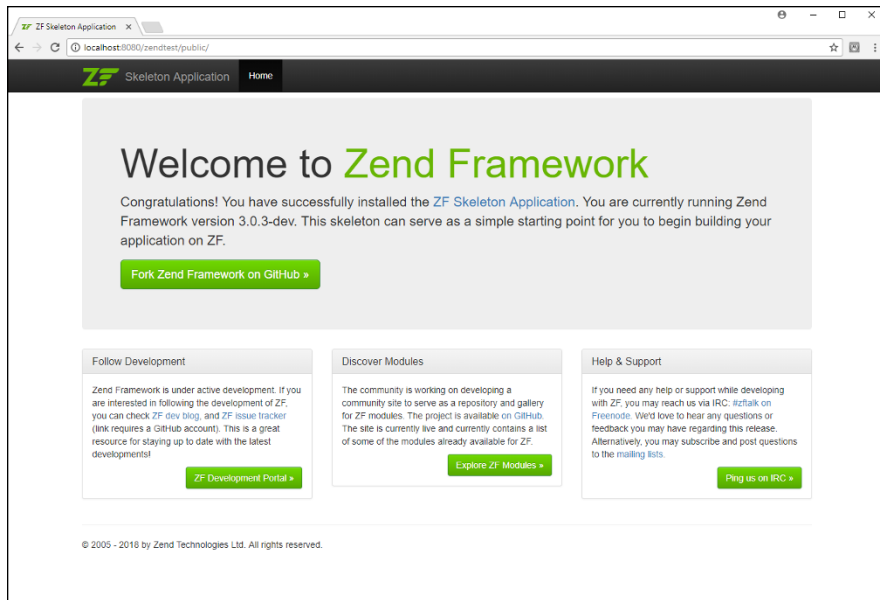 ZF Skeleton Application
localhost:8080/zendtest/public/
ZF Skeleton Application Home
Welcome to Zend Framework
Congratulations! You have successfully installed the ZF Skeleton Application. You are currently running Zend
Framework version 3.0.3-dev. This skeleton can serve as a simple starting point for you to begin building your
application on ZF.
Fork Zend Framework on GitHub »
Follow Development
Zend Framework is under active development. If you
are interested in following the development of ZF,
you can check ZF dev blog, and ZF issue tracker
(link requires a GitHub account). This is a great
resource for staying up to date with the latest
developments!
ZF Development Portal »
Discover Modules
The community is working on developing a
community site to serve as a repository and gallery
for ZF modules. The project is available on GitHub.
The site is currently live and currently contains a list
of some of the modules already available for ZF.
Explore ZF Modules »
Help & Support
If you need any help or support while developing
with ZF, you may reach us via IRC: #zftalk on
Freenode. We'd love to hear any questions or
feedback you may have regarding this release.
Alternatively, you may subscribe and post questions
to the mailing lists.
Ping us on IRC »
© 2005 - 2018 by Zend Technologies Ltd. All rights reserved.